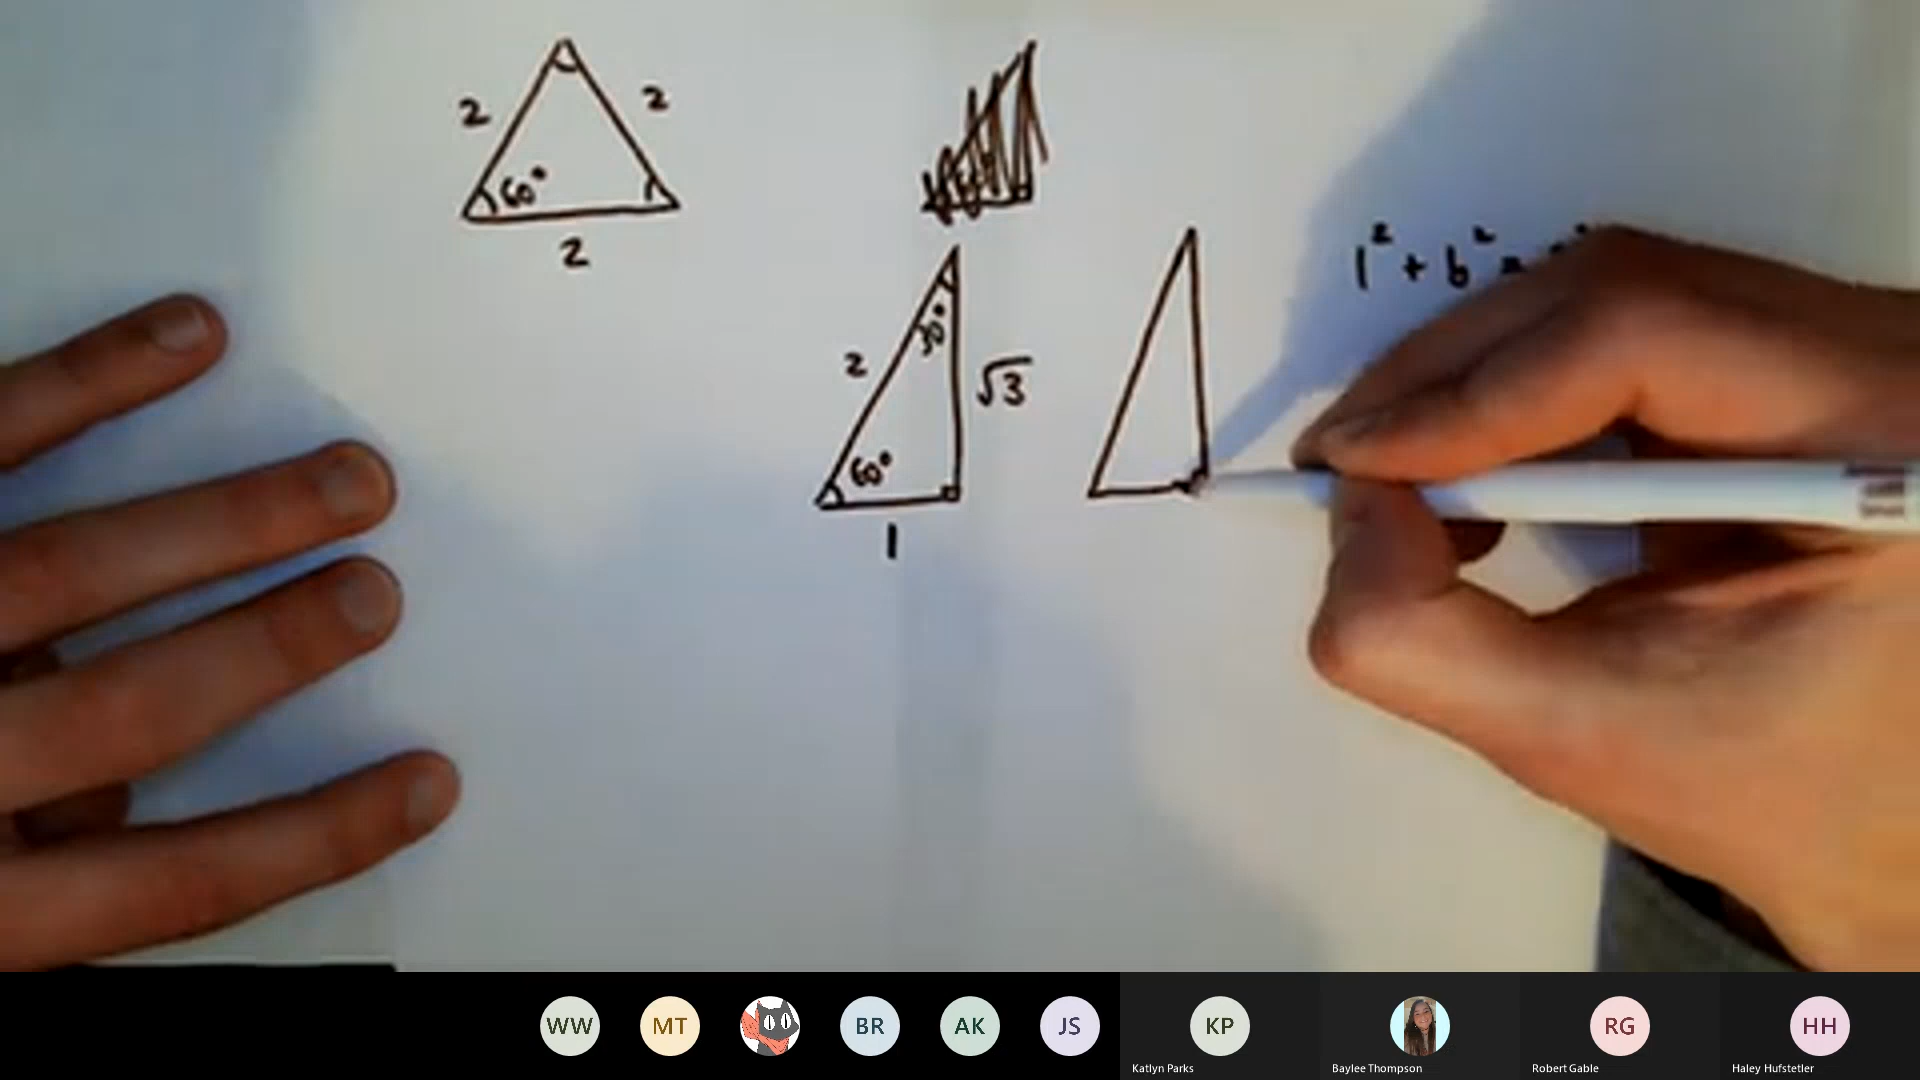 2
2
60°
2
1² + b²
30°
2
√3
60°
1
WW
MT
BR
AK
JS
KP
RG
HH
Katlyn Parks
Baylee Thompson
Robert Gable
Haley Hufstetler